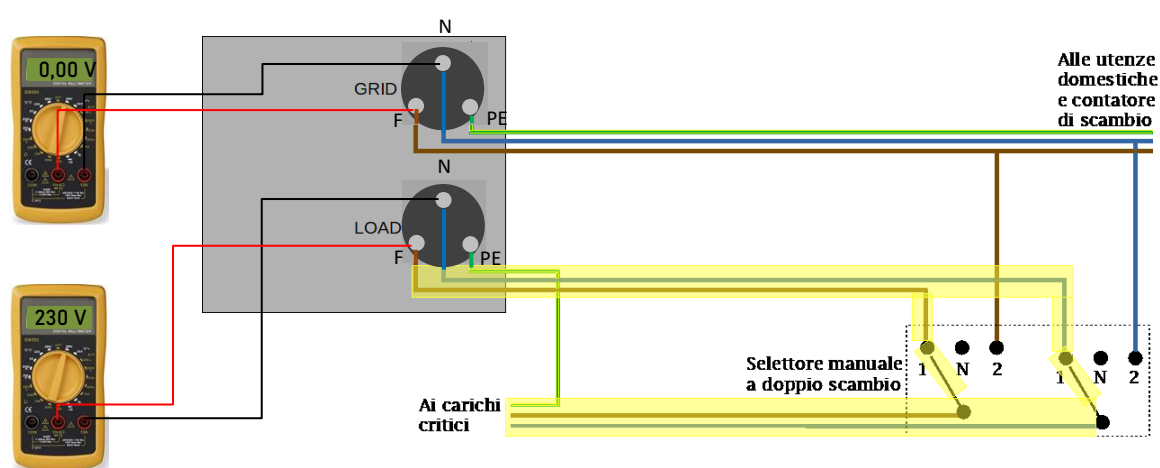 N
0,00 V
GRID
F
PE
Alle utenze
domestiche
e contatore
di scambio
N
LOAD
F
PE
230 V
Selettore manuale
a doppio scambio
1 N 2
1 N 2
Ai carichi
critici